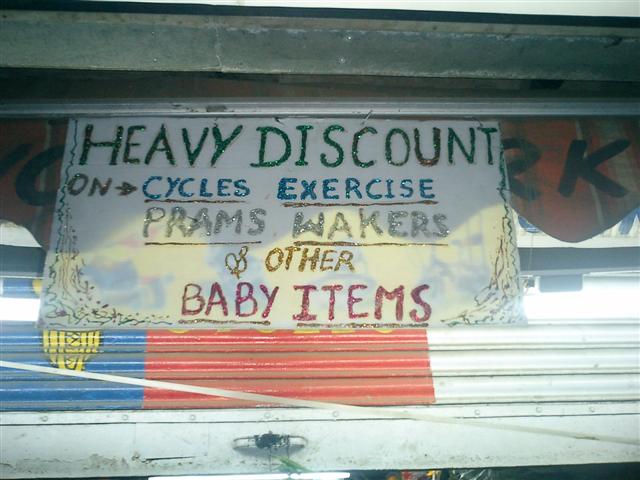 HEAVY DISCOUNT
ON→ CYCLES EXERCISE
PRAMS WAKERS
& OTHER
BABY ITEMS